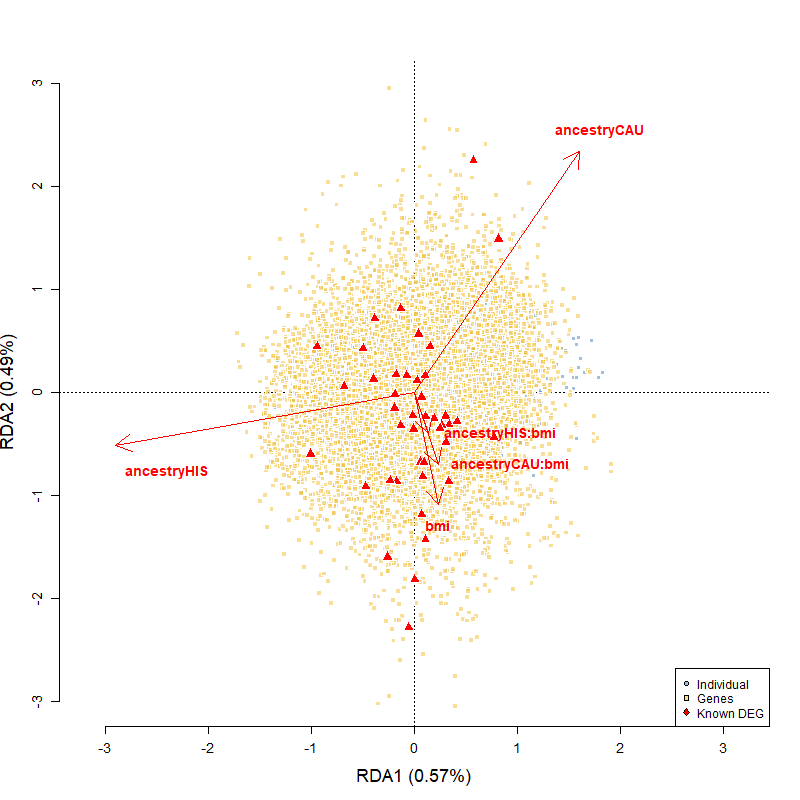 3
ancestryCAU
2
1
0
RDA2 (0.49%)
ancestryHIS:bmi
ancestryCAU:bmi
ancestryHIS
-1
bmi
-2
-3
Individual
Genes
Known DEG
-3 -2 -1 0 1 2 3
RDA1 (0.57%)